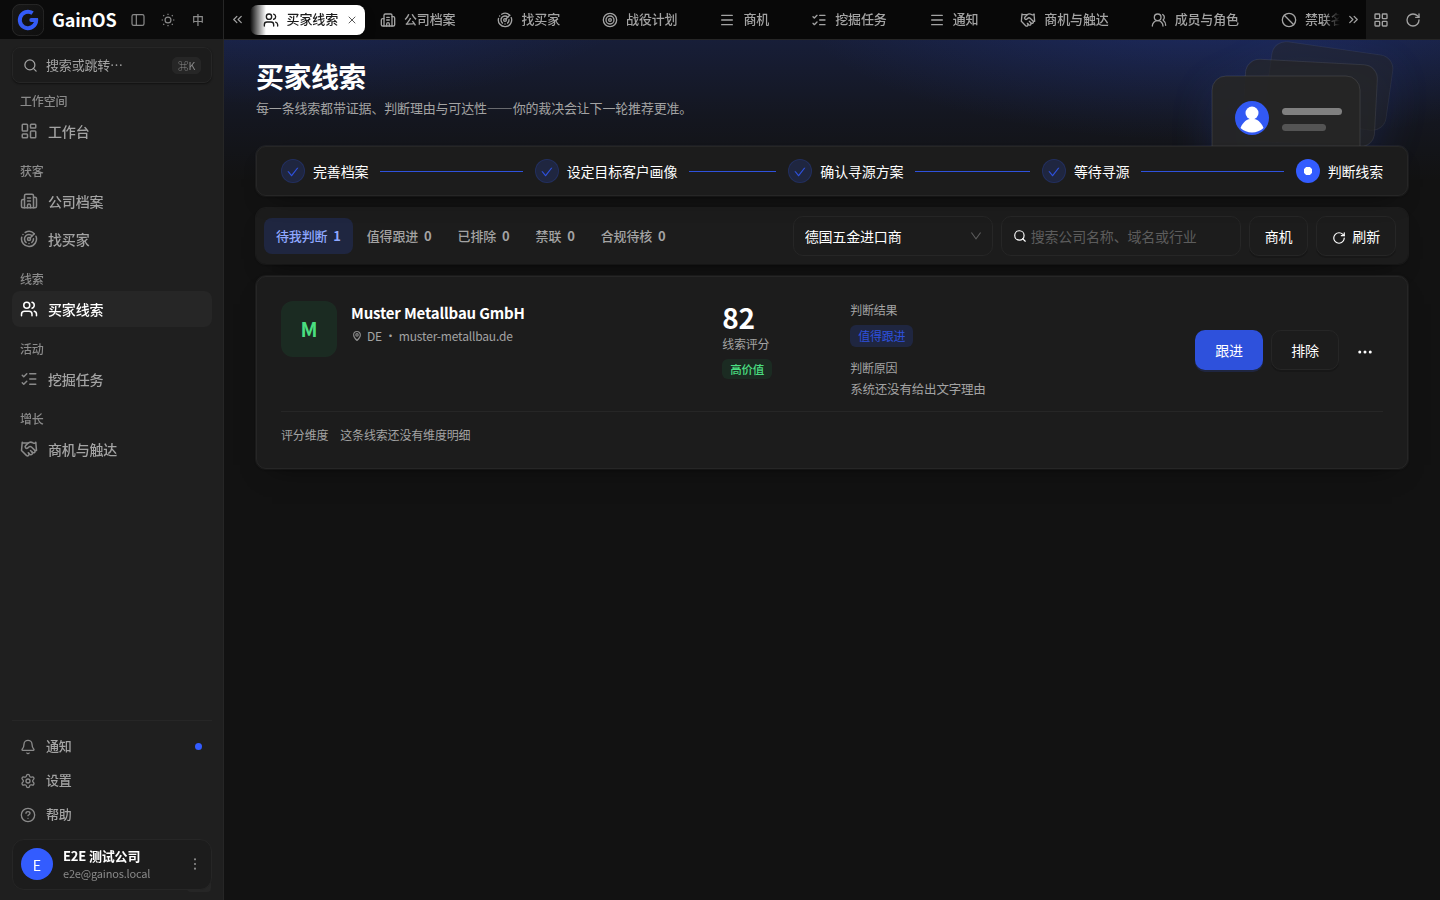 GainOS
中
买家线索
公司档案
找买家
战役计划
商机
挖掘任务
通知
商机与触达
成员与角色
禁联
搜索或跳转…
⌘K
工作空间
工作台
获客
公司档案
找买家
线索
买家线索
活动
挖掘任务
增长
商机与触达
通知
设置
帮助
E
E2E 测试公司
e2e@gainos.local
买家线索
每一条线索都带证据、判断理由与可达性——你的裁决会让下一轮推荐更准。
完善档案
设定目标客户画像
确认寻源方案
等待寻源
判断线索
待我判断 1
值得跟进 0
已排除 0
禁联 0
合规待核 0
德国五金进口商
搜索公司名称、域名或行业
商机
刷新
M
Muster Metallbau GmbH
DE • muster-metallbau.de
82
线索评分
高价值
判断结果
值得跟进
判断原因
系统还没有给出文字理由
跟进
排除
评分维度 这条线索还没有维度明细